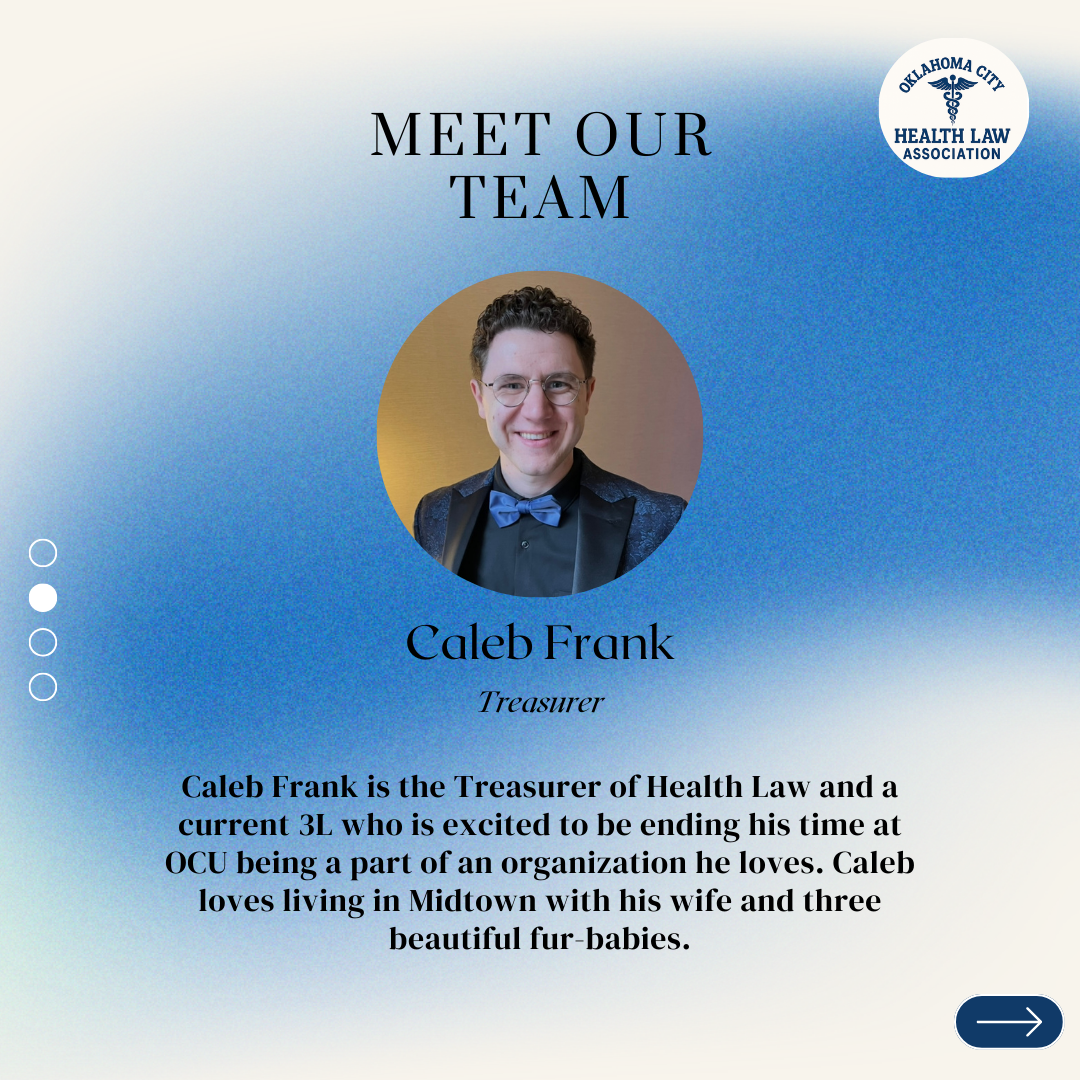 OKLAHOMA CITY
HEALTH LAW
ASSOCIATION
MEET OUR
TEAM
Caleb Frank
Treasurer
Caleb Frank is the Treasurer of Health Law and a
current 3L who is excited to be ending his time at
OCU being a part of an organization he loves. Caleb
loves living in Midtown with his wife and three
beautiful fur-babies.